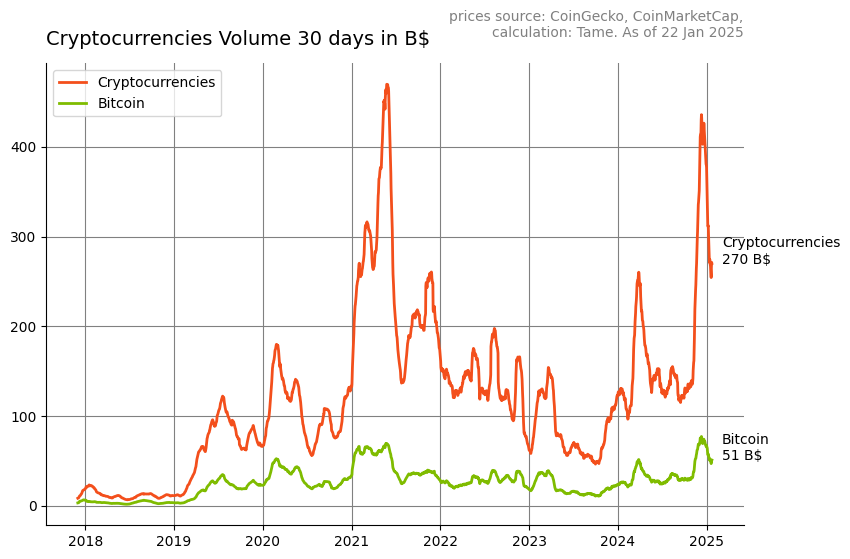 prices source: CoinGecko, CoinMarketCap,
calculation: Tame. As of 22 Jan 2025
Cryptocurrencies Volume 30 days in B$
Cryptocurrencies
Bitcoin
400
300
200
100
0
Cryptocurrencies
270 B$
Bitcoin
51 B$
2018 2019 2020 2021 2022 2023 2024 2025